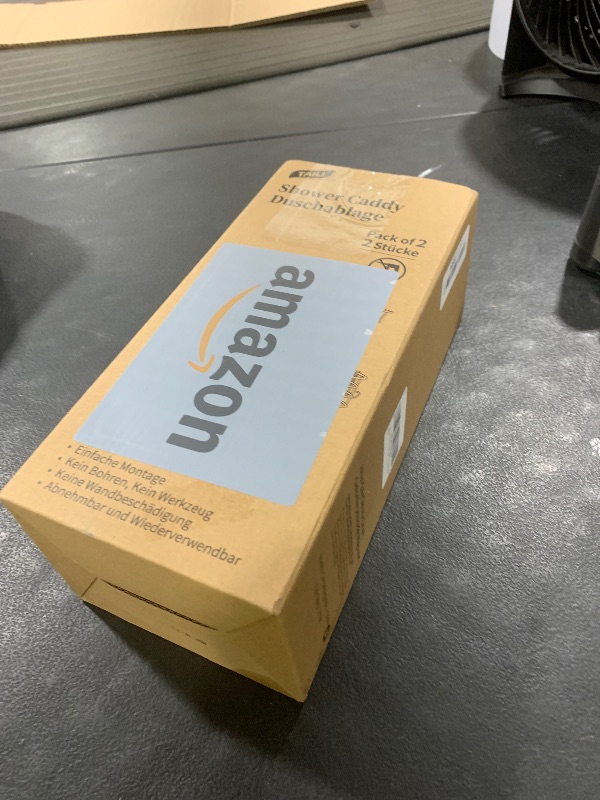 TAILI
Shower Caddy
Duschablage
Pack of 2
2 Stücke
amazon
• Einfache Montage
• Kein Bohren, Kein Werkzeug
• Keine Wandbeschädigung
• Abnehmbar und Wiederverwendbar